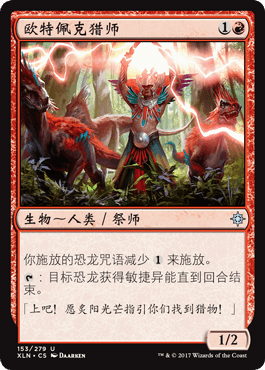 欧特佩克猎师 1
生物～人类／祭师
你施放的恐龙咒语减少 1 来施放。
：目标恐龙获得敏捷异能直到回合结
束。
「上吧！愿炙阳光芒指引你们找到猎物！」
1/2
153/279 U
XLN • CS DAARKEN
™ & © 2017 Wizards of the Coast